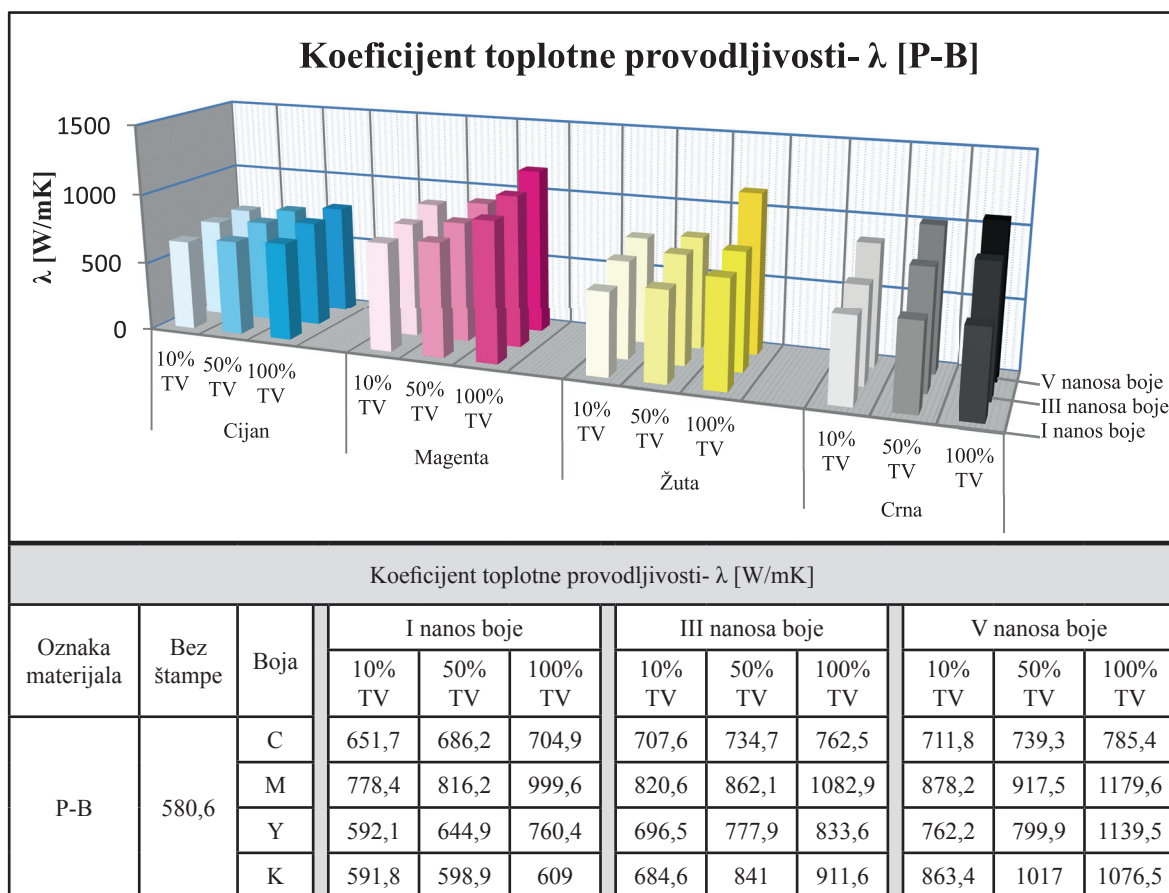 Koeficijent toplotne provodljivosti- λ [P-B]
λ [W/mK]
1500
1000
500
0
10% TV
50% TV
100% TV
Cijan
10% TV
50% TV
100% TV
Magenta
10% TV
50% TV
100% TV
Žuta
10% TV
50% TV
100% TV
Crna
V nanosa boje
III nanosa boje
I nanos boje
Koeficijent toplotne provodljivosti- λ [W/mK]
Oznaka materijala
Bez štampe
Boja
I nanos boje
III nanosa boje
V nanosa boje
10% TV 50% TV 100% TV 10% TV 50% TV 100% TV 10% TV 50% TV 100% TV
P-B
580,6
C 651,7 686,2 704,9 707,6 734,7 762,5 711,8 739,3 785,4
M 778,4 816,2 999,6 820,6 862,1 1082,9 878,2 917,5 1179,6
Y 592,1 644,9 760,4 696,5 777,9 833,6 762,2 799,9 1139,5
K 591,8 598,9 609 684,6 841 911,6 863,4 1017 1076,5